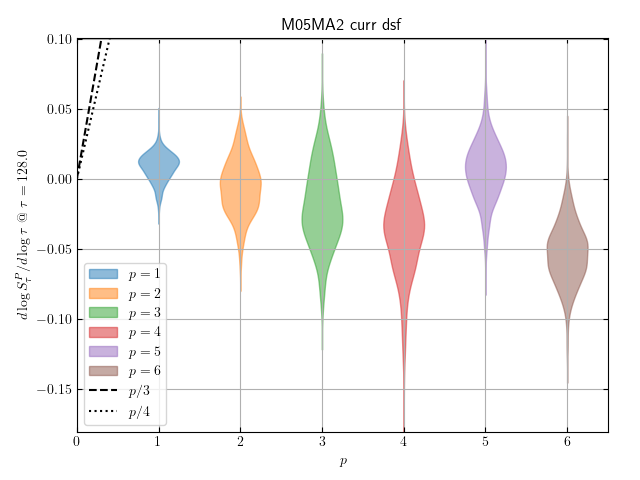 M05MA2 curr dsf
d log S_τ^P / d log τ @ τ = 128.0
0.10
0.05
0.00
−0.05
−0.10
−0.15
p = 1
p = 2
p = 3
p = 4
p = 5
p = 6
p/3
p/4
0 1 2 3 4 5 6
p